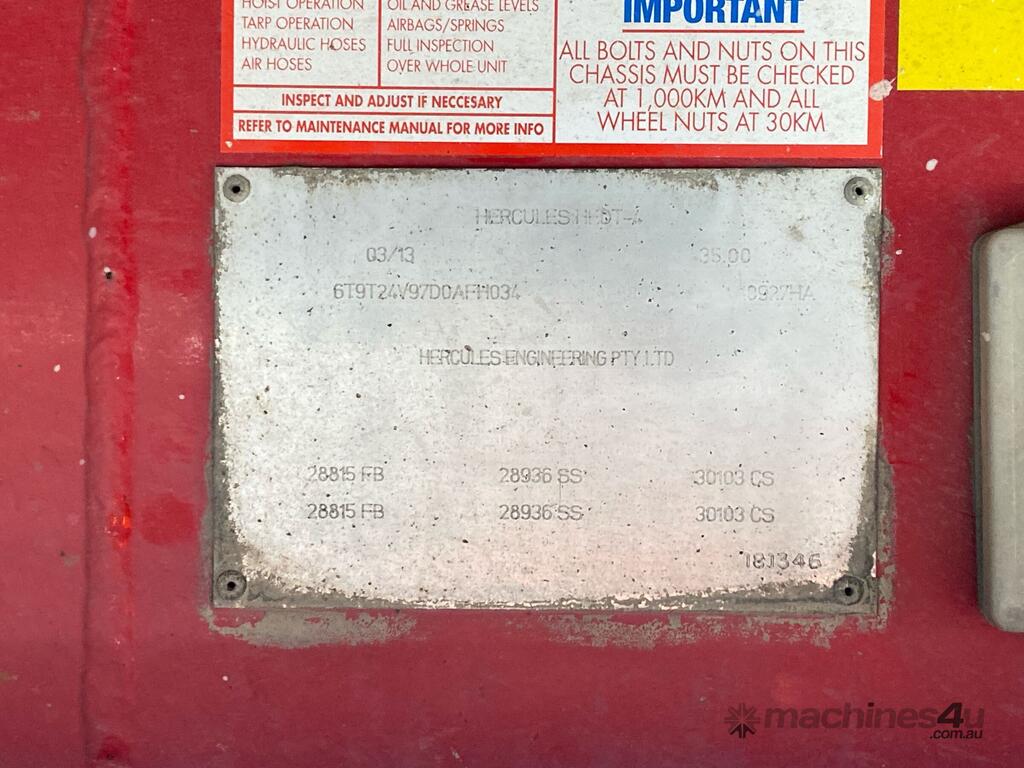 HOIST OPERATION
TARP OPERATION
HYDRAULIC HOSES
AIR HOSES
OIL AND GREASE LEVELS
AIRBAGS/SPRINGS
FULL INSPECTION
OVER WHOLE UNIT
INSPECT AND ADJUST IF NECCESARY
REFER TO MAINTENANCE MANUAL FOR MORE INFO
IMPORTANT
ALL BOLTS AND NUTS ON THIS
CHASSIS MUST BE CHECKED
AT 1,000KM AND ALL
WHEEL NUTS AT 30KM
HERCULES HHDT-A
03/13 35.00
6T9T24V97D0AFH034 0927HA
HERCULES ENGINEERING PTY LTD
28815 FB 28936 SS 30103 CS
28815 FB 28936 SS 30103 CS
181346
machines4u
.com.au